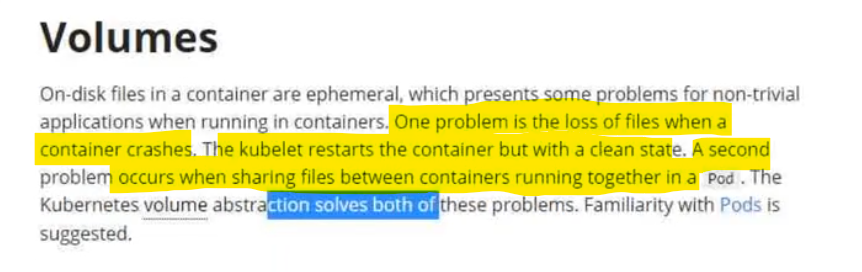 Volumes
On-disk files in a container are ephemeral, which presents some problems for non-trivial
applications when running in containers. One problem is the loss of files when a
container crashes. The kubelet restarts the container but with a clean state. A second
problem occurs when sharing files between containers running together in a Pod . The
Kubernetes volume abstraction solves both of these problems. Familiarity with Pods is
suggested.